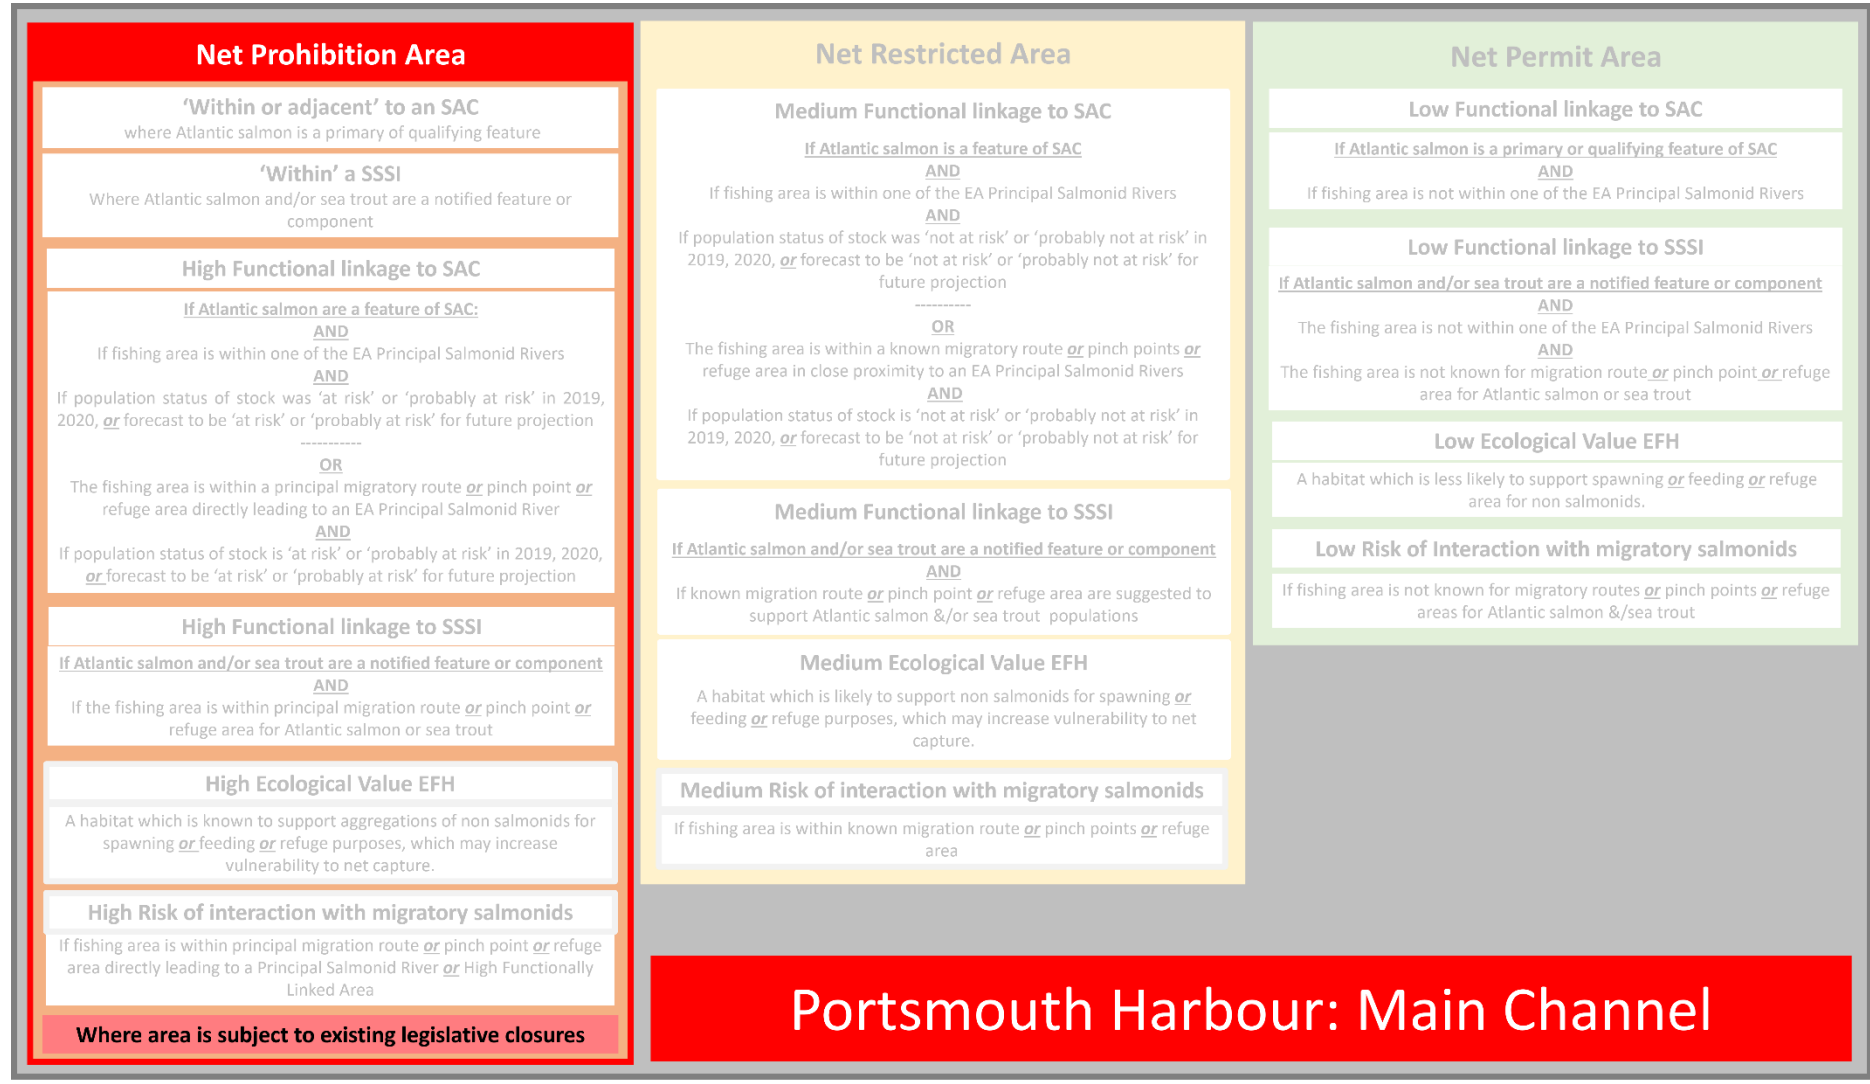 Net Prohibition Area
‘Within or adjacent’ to an SAC
where Atlantic salmon is a primary of qualifying feature
‘Within’ a SSSI
Where Atlantic salmon and/or sea trout are a notified feature or
component
High Functional linkage to SAC
If Atlantic salmon are a feature of SAC:
AND
If fishing area is within one of the EA Principal Salmonid Rivers
AND
If population status of stock was ‘at risk’ or ‘probably at risk’ in 2019,
2020, or forecast to be ‘at risk’ or ‘probably at risk’ for future projection
-----------
OR
The fishing area is within a principal migratory route or pinch point or
refuge area directly leading to an EA Principal Salmonid River
AND
If population status of stock is ‘at risk’ or ‘probably at risk’ in 2019, 2020,
or forecast to be ‘at risk’ or ‘probably at risk’ for future projection
High Functional linkage to SSSI
If Atlantic salmon and/or sea trout are a notified feature or component
AND
If the fishing area is within principal migration route or pinch point or
refuge area for Atlantic salmon or sea trout
High Ecological Value EFH
A habitat which is known to support aggregations of non salmonids for
spawning or feeding or refuge purposes, which may increase
vulnerability to net capture.
High Risk of interaction with migratory salmonids
If fishing area is within principal migration route or pinch point or refuge
area directly leading to a Principal Salmonid River or High Functionally
Linked Area
Where area is subject to existing legislative closures
Net Restricted Area
Medium Functional linkage to SAC
If Atlantic salmon is a feature of SAC
AND
If fishing area is within one of the EA Principal Salmonid Rivers
AND
If population status of stock was ‘not at risk’ or ‘probably not at risk’ in
2019, 2020, or forecast to be ‘not at risk’ or ‘probably not at risk’ for
future projection
----------
OR
The fishing area is within a known migratory route or pinch points or
refuge area in close proximity to an EA Principal Salmonid Rivers
AND
If population status of stock is ‘not at risk’ or ‘probably not at risk’ in
2019, 2020, or forecast to be ‘not at risk’ or ‘probably not at risk’ for
future projection
Medium Functional linkage to SSSI
If Atlantic salmon and/or sea trout are a notified feature or component
AND
If known migration route or pinch point or refuge area are suggested to
support Atlantic salmon &/or sea trout populations
Medium Ecological Value EFH
A habitat which is likely to support non salmonids for spawning or
feeding or refuge purposes, which may increase vulnerability to net
capture.
Medium Risk of interaction with migratory salmonids
If fishing area is within known migration route or pinch points or refuge
area
Net Permit Area
Low Functional linkage to SAC
If Atlantic salmon is a primary or qualifying feature of SAC
AND
If fishing area is not within one of the EA Principal Salmonid Rivers
Low Functional linkage to SSSI
If Atlantic salmon and/or sea trout are a notified feature or component
AND
The fishing area is not within one of the EA Principal Salmonid Rivers
AND
The fishing area is not known for migration route or pinch point or refuge
area for Atlantic salmon or sea trout
Low Ecological Value EFH
A habitat which is less likely to support spawning or feeding or refuge
area for non salmonids.
Low Risk of Interaction with migratory salmonids
If fishing area is not known for migratory routes or pinch points or refuge
areas for Atlantic salmon &/sea trout
Portsmouth Harbour: Main Channel